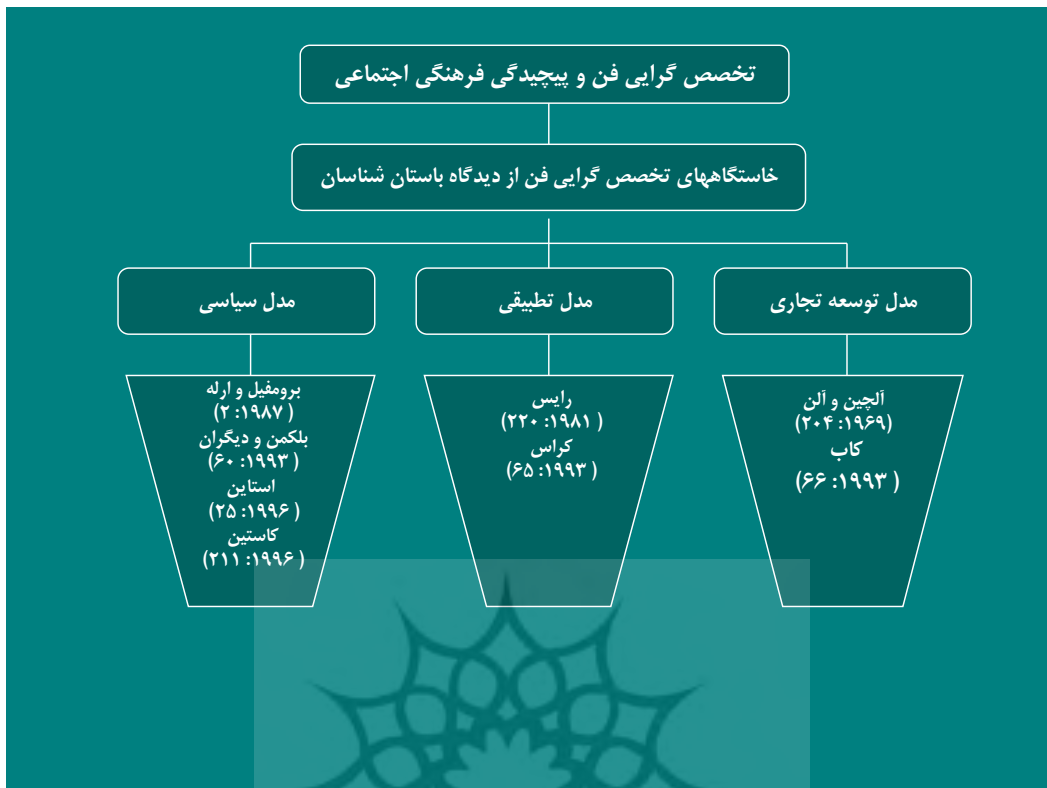 تخصص گرایی فن و پیچیدگی فرهنگی اجتماعی
خاستگاههای تخصص گرایی فن از دیدگاه باستان شناسان
مدل توسعه تجاری
آلچین و آلن
(۱۹۶۹: ۲۰۴)
کاب
( ۱۹۹۳: ۶۶)
مدل تطبیقی
رایس
( ۱۹۸۱: ۲۲۰)
کراس
( ۱۹۹۳: ۶۵)
مدل سیاسی
برومفیل و ارله
( ۱۹۸۷: ۲)
بلکمن و دیگران
( ۱۹۹۳: ۶۰)
استاین
( ۱۹۹۶: ۲۵)
کاستین
( ۱۹۹۶: ۲۱۱)